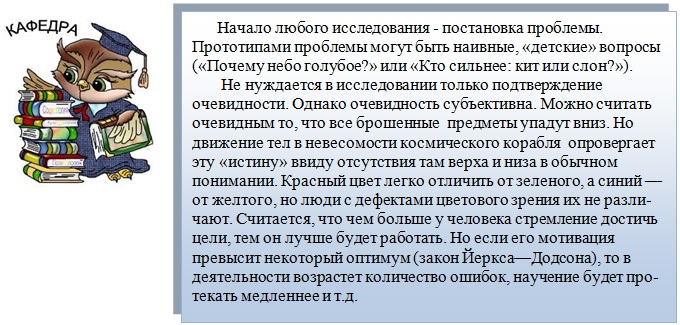 КАФЕДРА
Начало любого исследования - постановка проблемы.
Прототипами проблемы могут быть наивные, «детские» вопросы
(«Почему небо голубое?» или «Кто сильнее: кит или слон?»).
Не нуждается в исследовании только подтверждение
очевидности. Однако очевидность субъективна. Можно считать
очевидным то, что все брошенные предметы упадут вниз. Но
движение тел в невесомости космического корабля опровергает
эту «истину» ввиду отсутствия там верха и низа в обычном
понимании. Красный цвет легко отличить от зеленого, а синий —
от желтого, но люди с дефектами цветового зрения их не разли-
чают. Считается, что чем больше у человека стремление достичь
цели, тем он лучше будет работать. Но если его мотивация
превысит некоторый оптимум (закон Йеркса—Додсона), то в
деятельности возрастет количество ошибок, научение будет про-
текать медленнее и т.д.